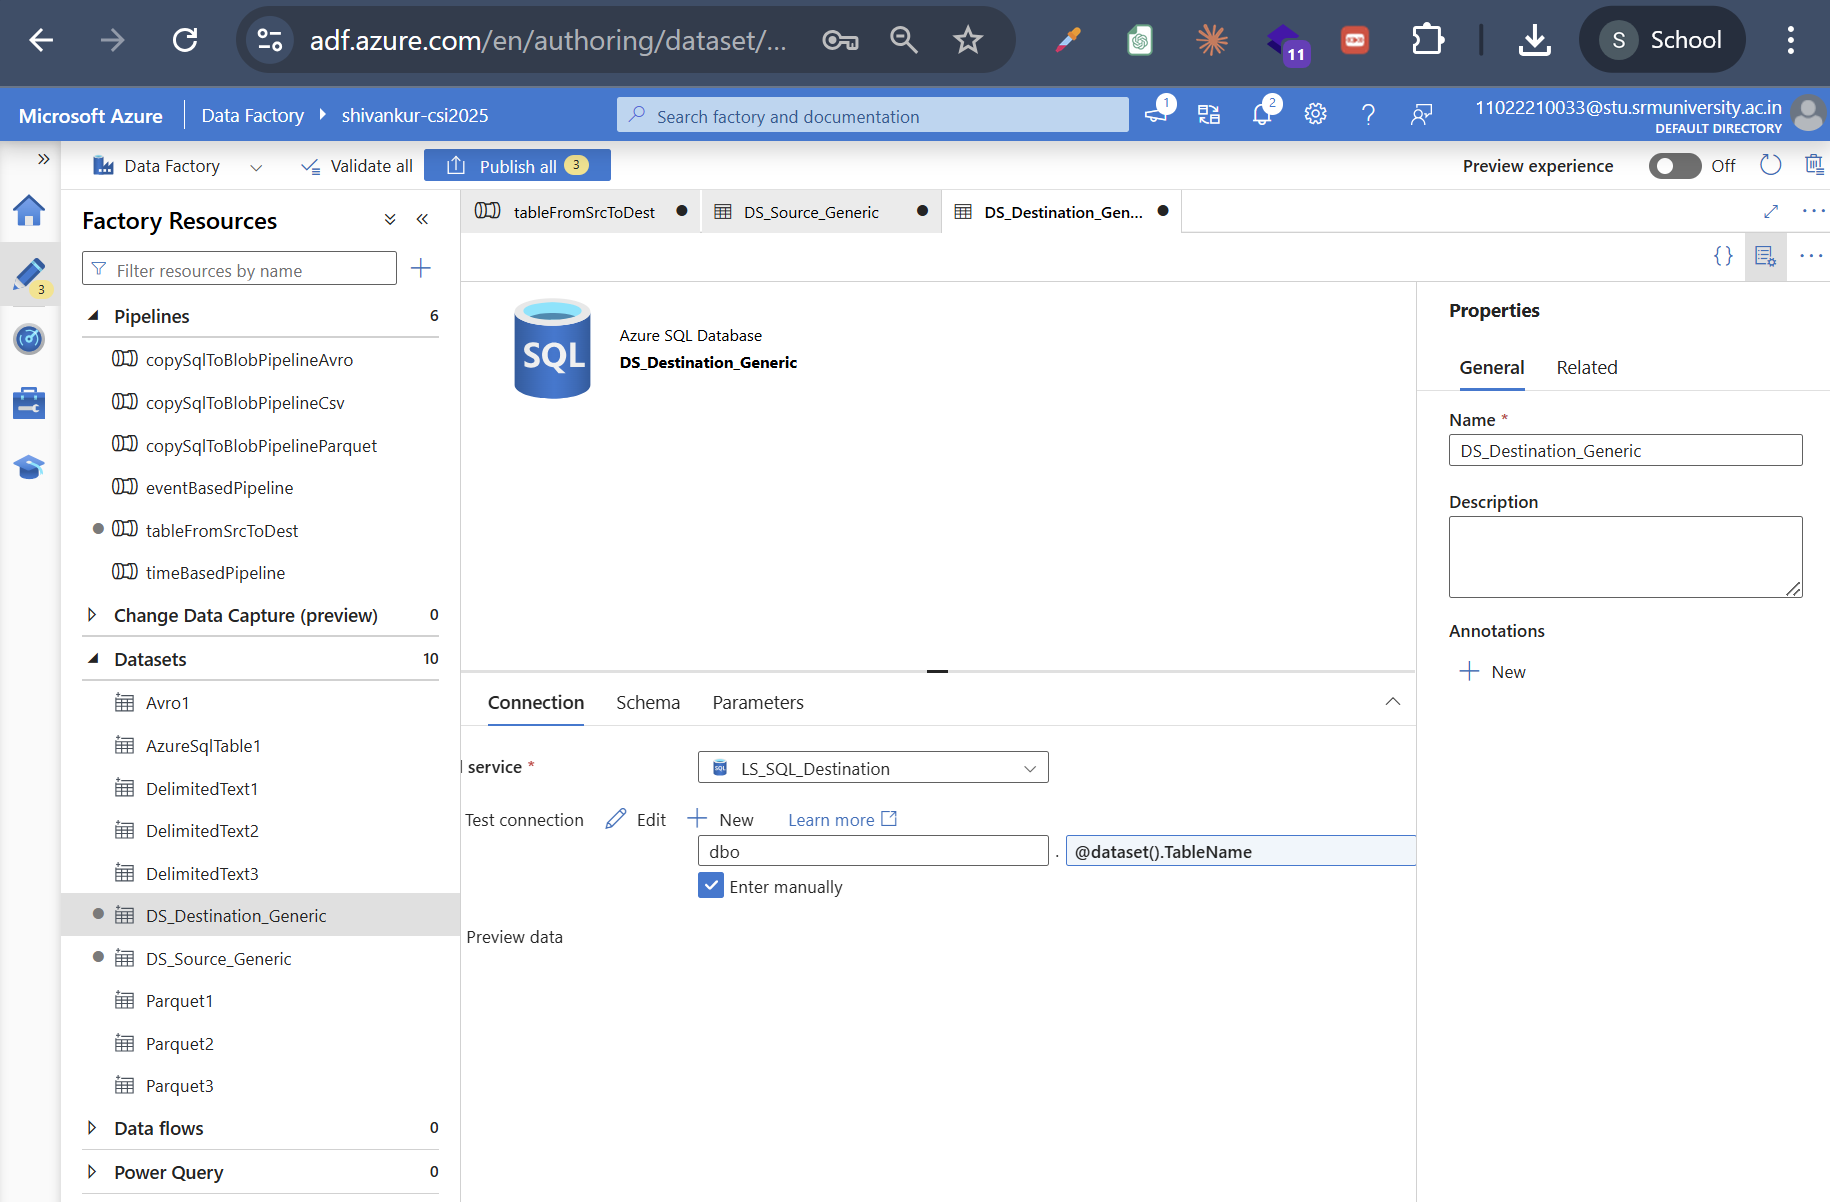 adf.azure.com/en/authoring/dataset/...
11
S School
Microsoft Azure
Data Factory
shivankur-csi2025
Search factory and documentation
1
2
11022210033@stu.srmuniversity.ac.in
DEFAULT DIRECTORY
Data Factory
Validate all
Publish all 3
Preview experience
Off
Factory Resources
Filter resources by name
3
Pipelines 6
copySqlToBlobPipelineAvro
copySqlToBlobPipelineCsv
copySqlToBlobPipelineParquet
eventBasedPipeline
tableFromSrcToDest
timeBasedPipeline
Change Data Capture (preview) 0
Datasets 10
Avro1
AzureSqlTable1
DelimitedText1
DelimitedText2
DelimitedText3
DS_Destination_Generic
DS_Source_Generic
Parquet1
Parquet2
Parquet3
Data flows 0
Power Query 0
tableFromSrcToDest
DS_Source_Generic
DS_Destination_Gen...
{}
SQL
Azure SQL Database
DS_Destination_Generic
Connection
Schema
Parameters
service *
SQL LS_SQL_Destination
Test connection
Edit
New
Learn more
dbo . @dataset().TableName
Enter manually
Preview data
Properties
General
Related
Name *
DS_Destination_Generic
Description
Annotations
New